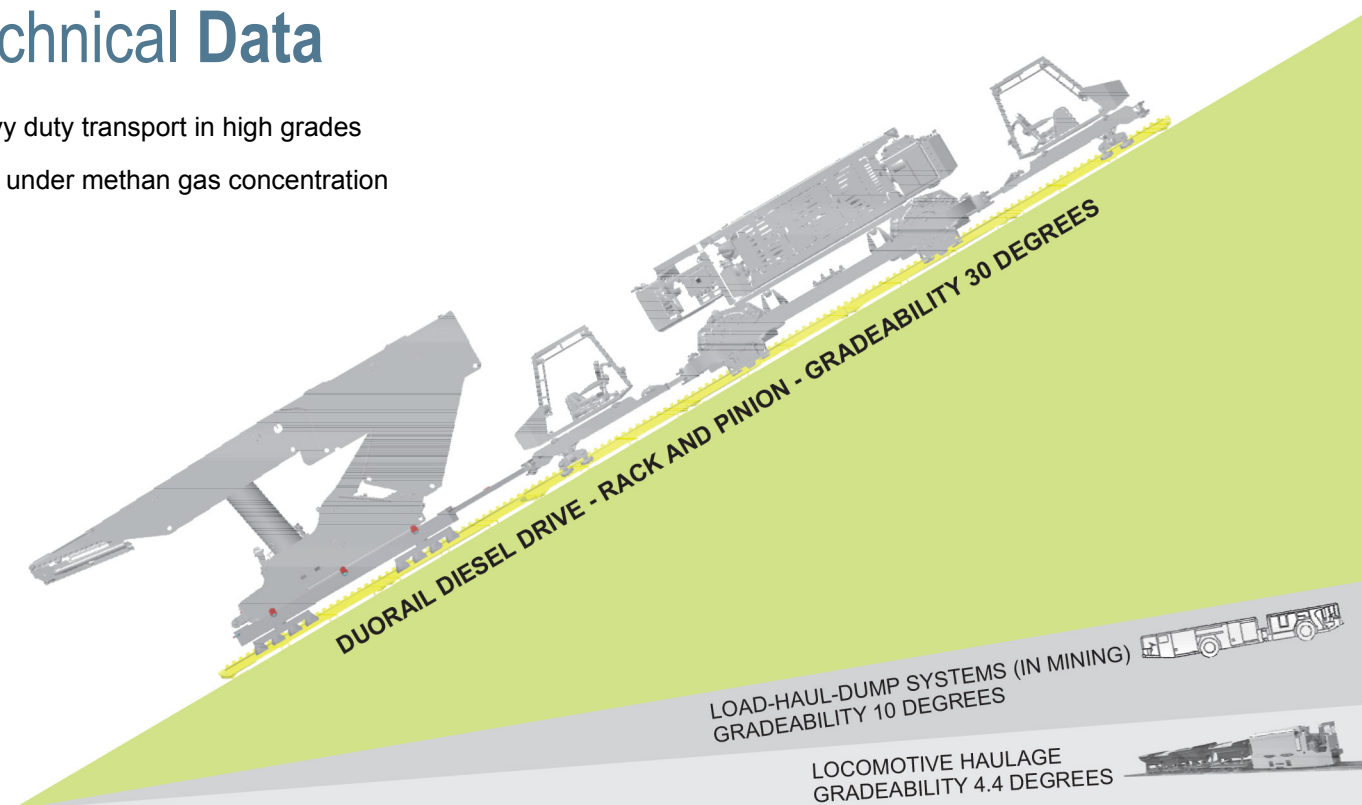 chnical Data
vy duty transport in high grades
under methan gas concentration
DUORAIL DIESEL DRIVE - RACK AND PINION - GRADEABILITY 30 DEGREES
LOAD-HAUL-DUMP SYSTEMS (IN MINING)
GRADEABILITY 10 DEGREES
LOCOMOTIVE HAULAGE
GRADEABILITY 4.4 DEGREES